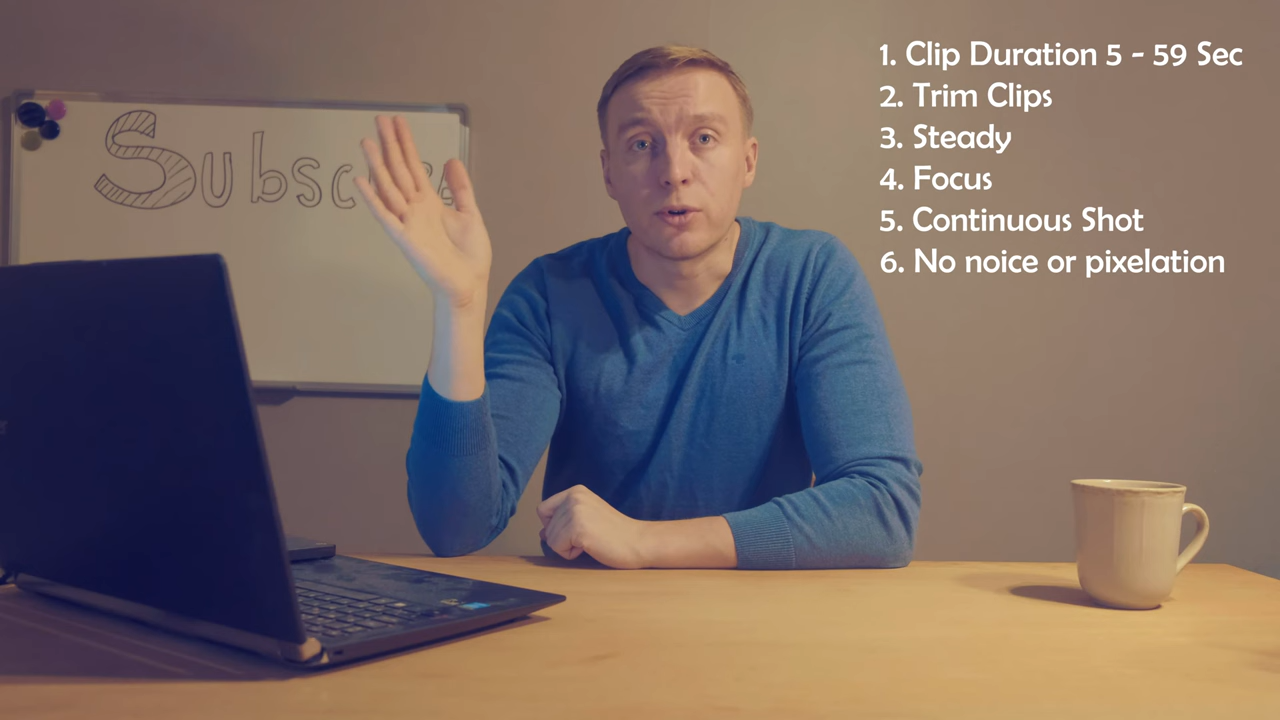 Subsc
1. Clip Duration 5 - 59 Sec
2. Trim Clips
3. Steady
4. Focus
5. Continuous Shot
6. No noice or pixelation